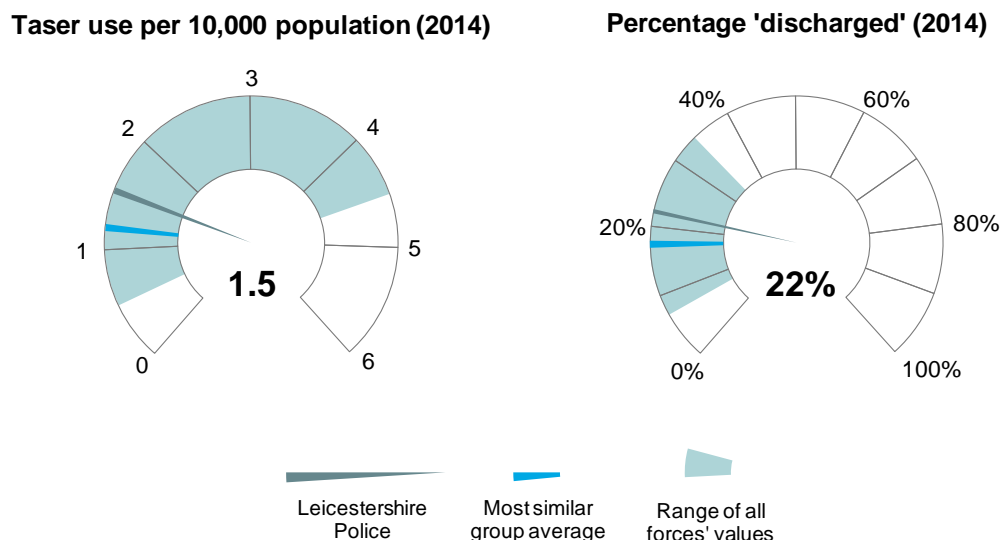 Taser use per 10,000 population (2014)
Percentage 'discharged' (2014)
3
2
4
1
5
0
6
1.5
40%
60%
20%
80%
0%
100%
22%
Leicestershire
Police
Most similar
group average
Range of all
forces' values